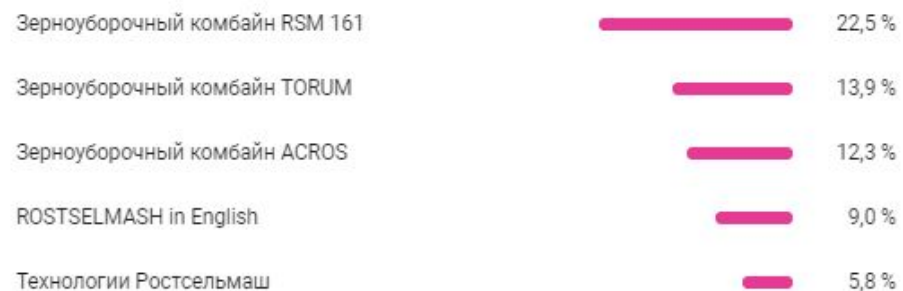 Зерноуборочный комбайн RSM 161 22,5 %
Зерноуборочный комбайн TORUM 13,9 %
Зерноуборочный комбайн ACROS 12,3 %
ROSTSELMASH in English 9,0 %
Технологии Ростсельмаш 5,8 %